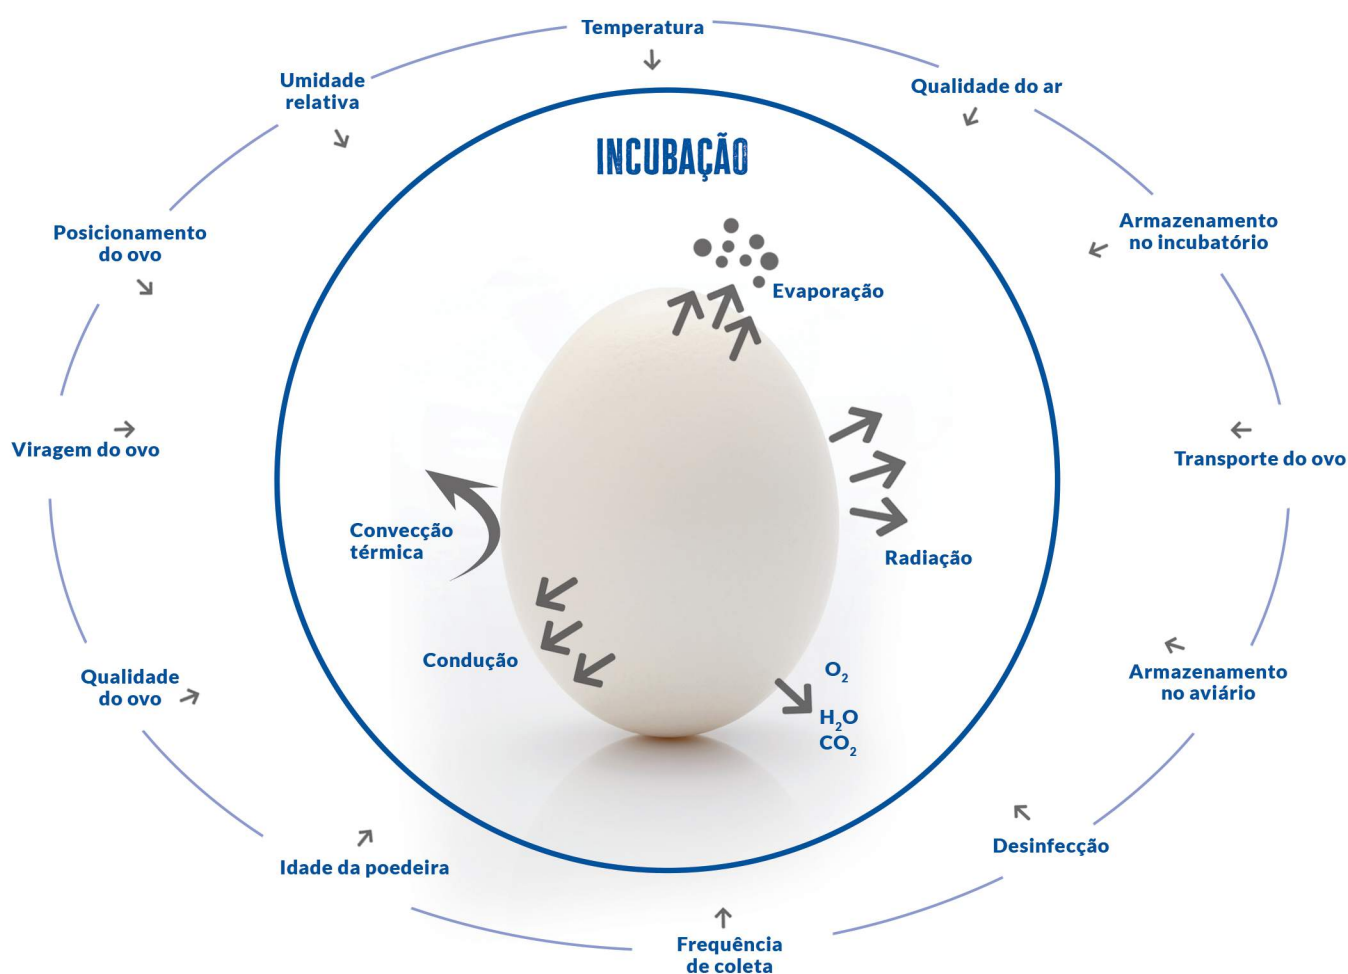 Temperatura
Umidade
relativa
Qualidade do ar
INCUBAÇÃO
Posicionamento
do ovo
Armazenamento
no incubatório
Evaporação
Viragem do ovo
Transporte do ovo
Convecção
térmica
Radiação
Condução
O₂
H₂O
CO₂
Qualidade
do ovo
Armazenamento
no aviário
Desinfecção
Idade da poedeira
Frequência
de coleta